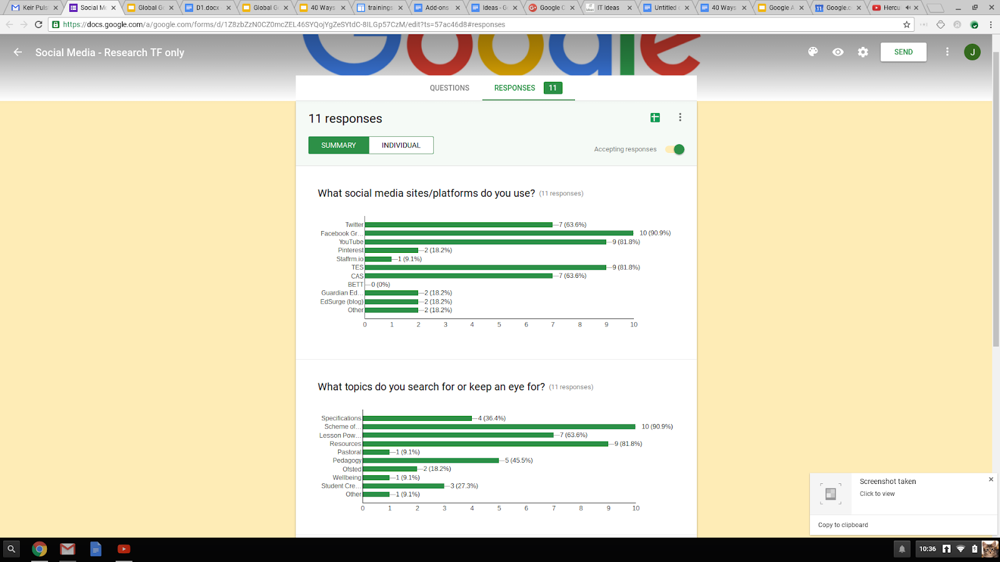 Keir Puls
Social Me
Global Go
D1.docx
Global Go
40 Ways
trainings
Add-ons
Ideas - Go
Google C
IT Ideas
Untitled
40 Ways
Google A
Google.c
Hercu
https://docs.google.com/a/google.com/forms/d/1Z8zbZzN0CZ0mcZEL46SYQojYgZeSYtdC-8ILGp57CzM/edit?ts=57ac46d8#responses
Google
Social Media - Research TF only
SEND
J
QUESTIONS
RESPONSES 11
11 responses
SUMMARY
INDIVIDUAL
Accepting responses
What social media sites/platforms do you use? (11 responses)
Twitter 7 (63.6%)
Facebook Gr... 10 (90.9%)
YouTube 9 (81.8%)
Pinterest 2 (18.2%)
Staffrm.io 1 (9.1%)
TES 9 (81.8%)
CAS 7 (63.6%)
BETT 0 (0%)
Guardian Ed... 2 (18.2%)
EdSurge (blog) 2 (18.2%)
Other 2 (18.2%)
0 1 2 3 4 5 6 7 8 9 10
What topics do you search for or keep an eye for? (11 responses)
Specifications 4 (36.4%)
Scheme of... 10 (90.9%)
Lesson Pow... 7 (63.6%)
Resources 9 (81.8%)
Pastoral 1 (9.1%)
Pedagogy 5 (45.5%)
Ofsted 2 (18.2%)
Wellbeing 1 (9.1%)
Student Cre... 3 (27.3%)
Other 1 (9.1%)
0 1 2 3 4 5 6 7 8 9 10
Screenshot taken
Click to view
Copy to clipboard
10:36